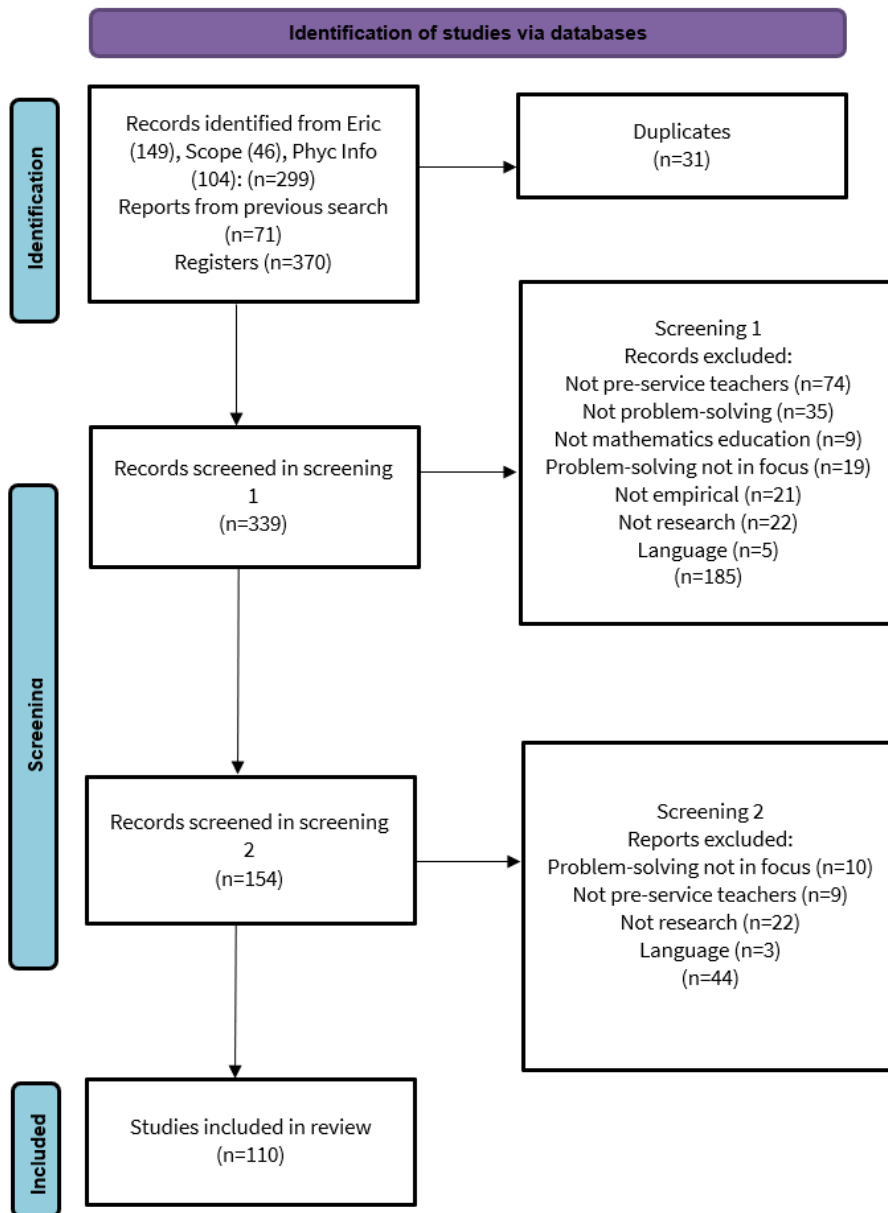 Identification of studies via databases
Identification
Records identified from Eric
(149), Scope (46), Phyc Info
(104): (n=299)
Reports from previous search
(n=71)
Registers (n=370)
Duplicates
(n=31)
Screening
Records screened in screening
1
(n=339)
Screening 1
Records excluded:
Not pre-service teachers (n=74)
Not problem-solving (n=35)
Not mathematics education (n=9)
Problem-solving not in focus (n=19)
Not empirical (n=21)
Not research (n=22)
Language (n=5)
(n=185)
Records screened in screening
2
(n=154)
Screening 2
Reports excluded:
Problem-solving not in focus (n=10)
Not pre-service teachers (n=9)
Not research (n=22)
Language (n=3)
(n=44)
Included
Studies included in review
(n=110)